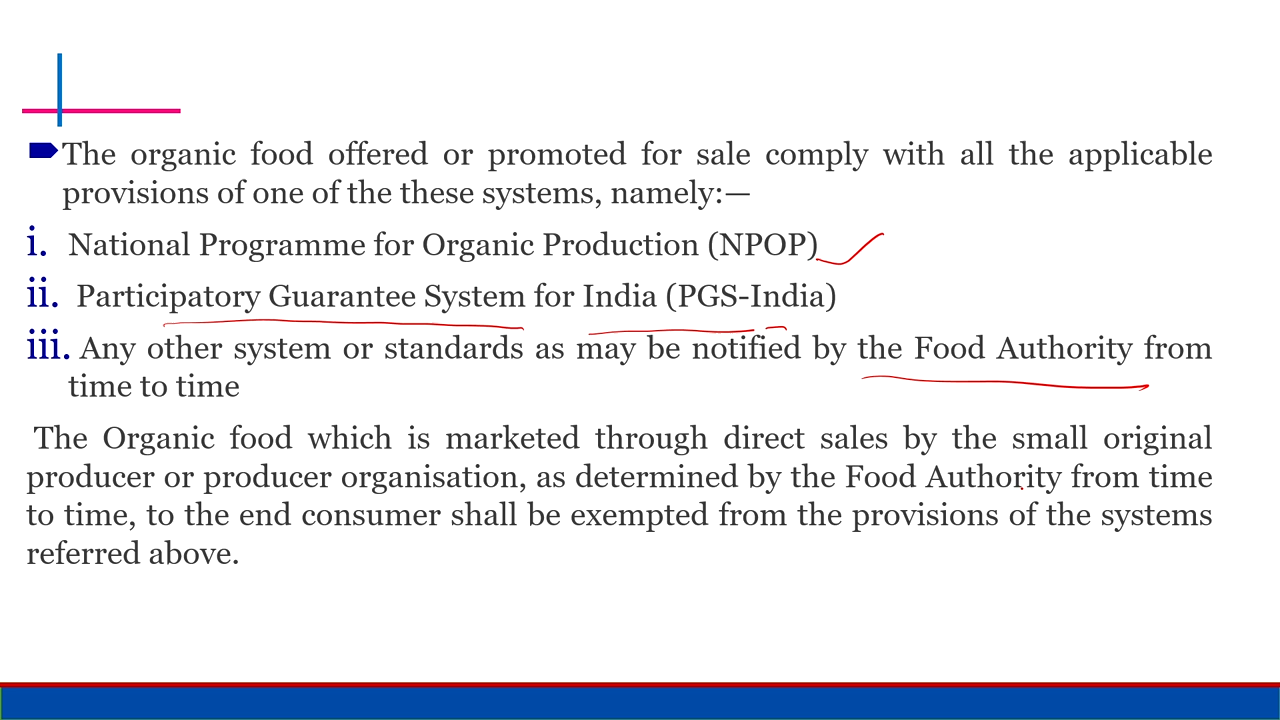 The organic food offered or promoted for sale comply with all the applicable
provisions of one of the these systems, namely:—
i. National Programme for Organic Production (NPOP)
ii. Participatory Guarantee System for India (PGS-India)
iii. Any other system or standards as may be notified by the Food Authority from
time to time
The Organic food which is marketed through direct sales by the small original
producer or producer organisation, as determined by the Food Authority from time
to time, to the end consumer shall be exempted from the provisions of the systems
referred above.